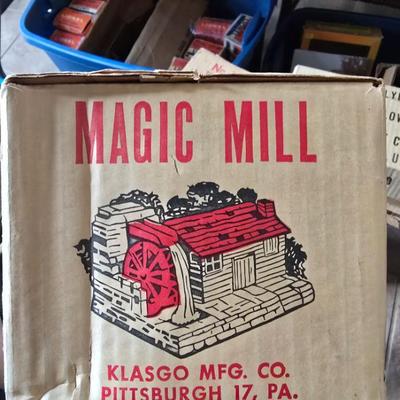 MAGIC MILL
KLASGO MFG. CO.
PITTSBURGH 17, PA.